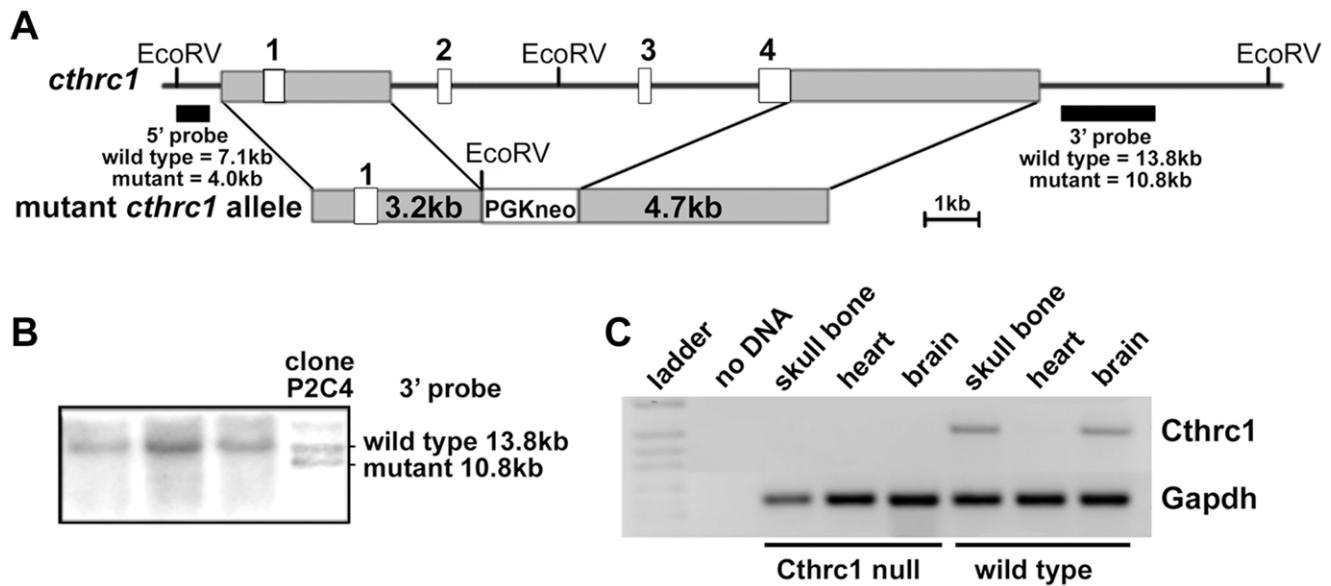 A
EcoRV 1 2 EcoRV 3 4 EcoRV
cthrc1
5’ probe
wild type = 7.1kb
mutant = 4.0kb
3’ probe
wild type = 13.8kb
mutant = 10.8kb
EcoRV
1
mutant cthrc1 allele 3.2kb PGKneo 4.7kb
1kb
B
clone
P2C4 3’ probe
wild type 13.8kb
mutant 10.8kb
C
ladder
no DNA
skull bone
heart
brain
skull bone
heart
brain
Cthrc1
Gapdh
Cthrc1 null wild type